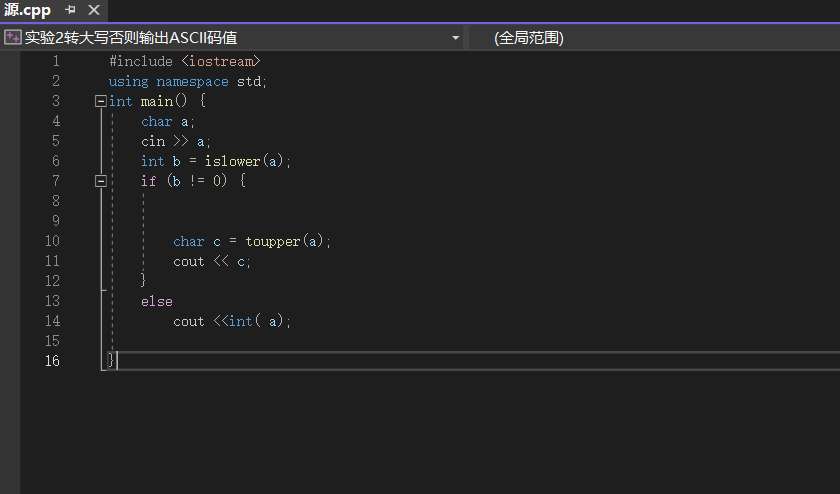 源.cpp
实验2转大写否则输出ASCII码值 (全局范围)
1 #include <iostream>
2 using namespace std;
3 int main() {
4 char a;
5 cin >> a;
6 int b = islower(a);
7 if (b != 0) {
8
9
10 char c = toupper(a);
11 cout << c;
12 }
13 else
14 cout <<int( a);
15
16 }